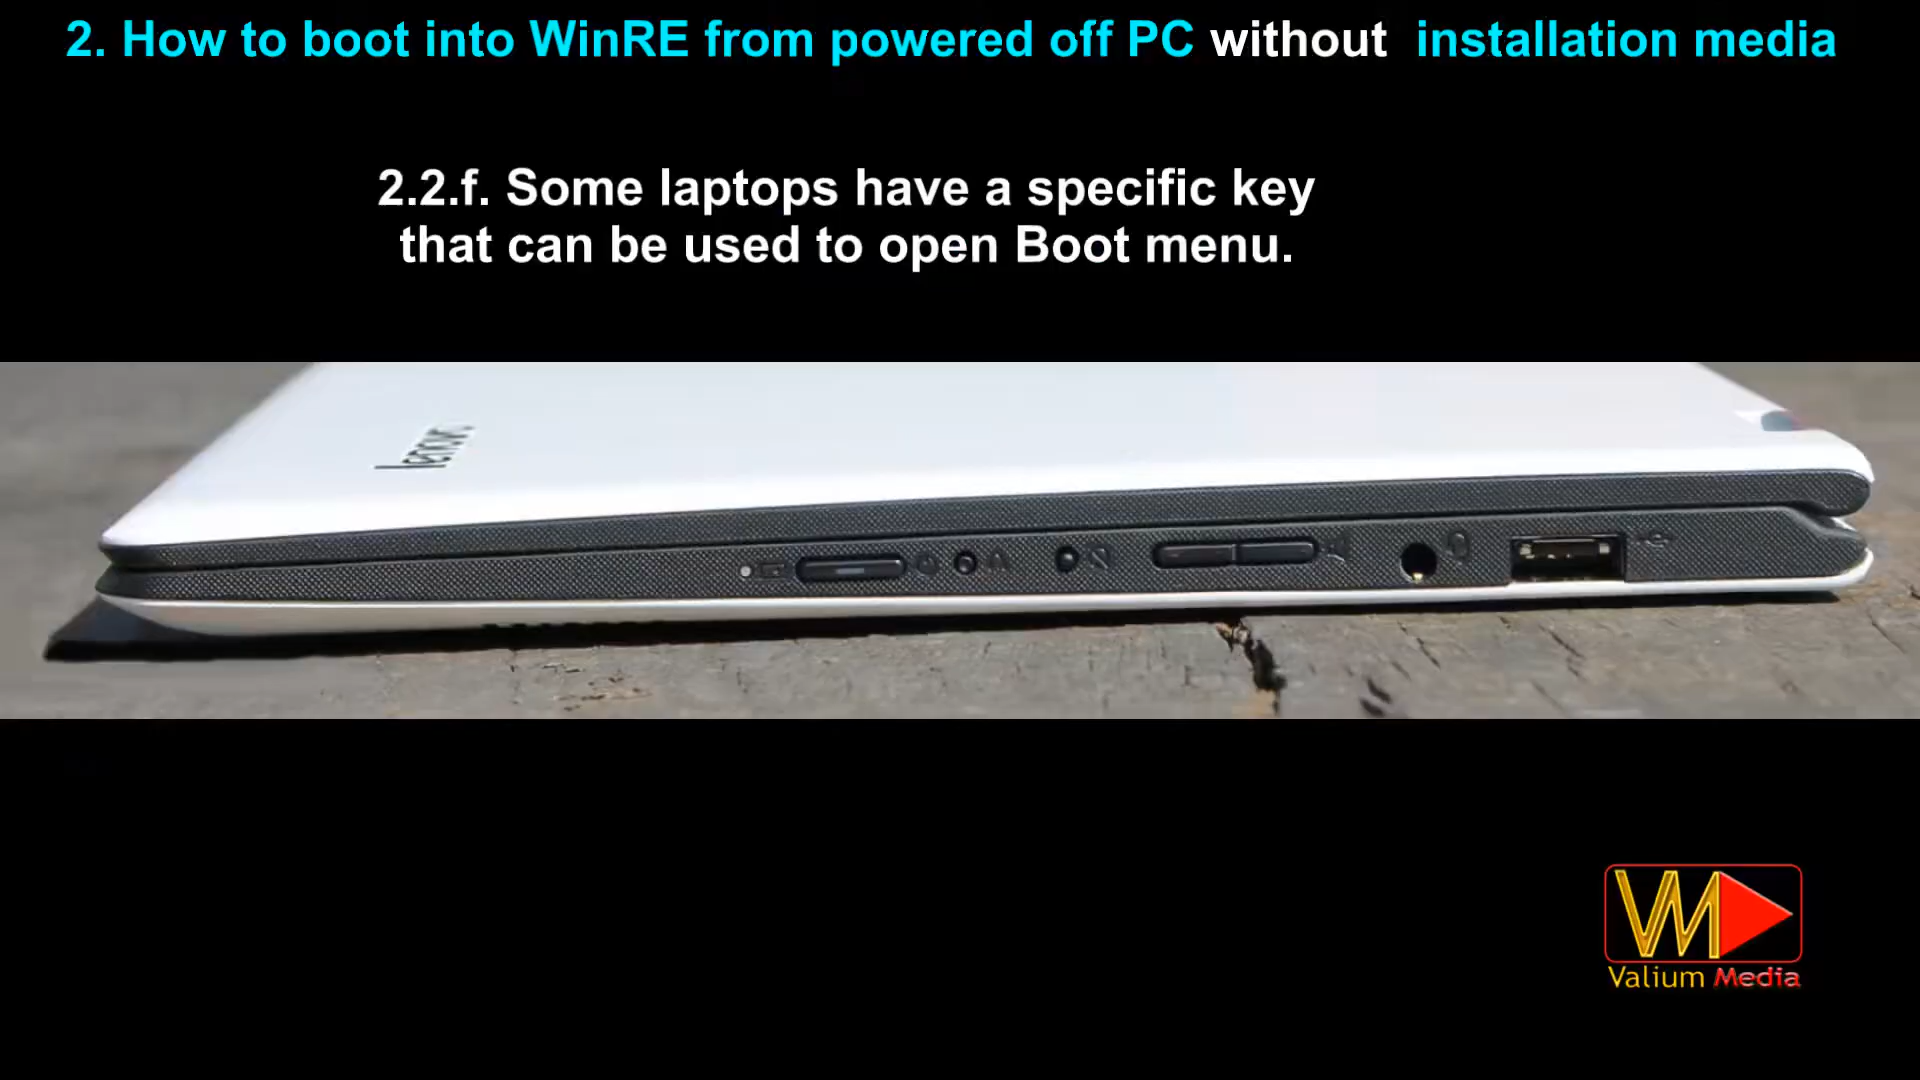 2. How to boot into WinRE from powered off PC without installation media
2.2.f. Some laptops have a specific key
that can be used to open Boot menu.
lenovo
VM
Valium Media